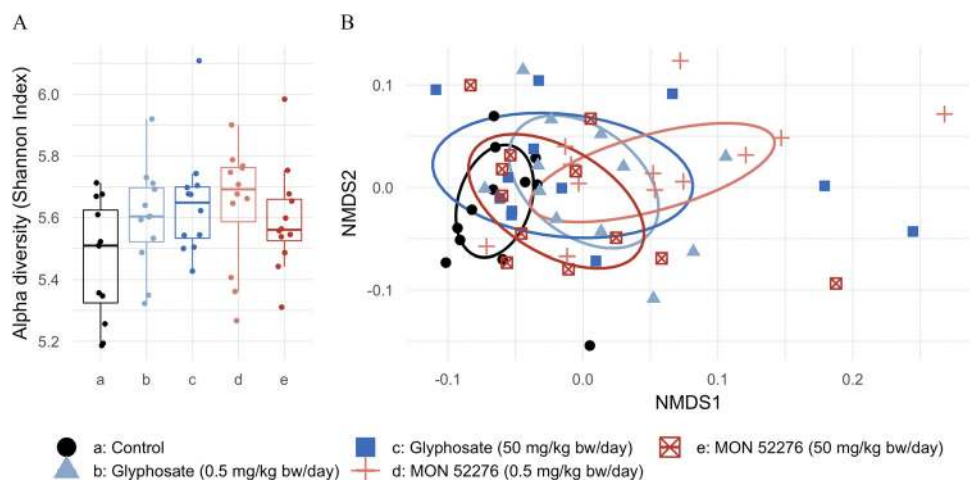 A
B
Alpha diversity (Shannon Index)
6.0
5.8
5.6
5.4
5.2
a b c d e
NMDS2
0.1
0.0
-0.1
-0.1 0.0 0.1 0.2
NMDS1
a: Control
b: Glyphosate (0.5 mg/kg bw/day)
c: Glyphosate (50 mg/kg bw/day)
d: MON 52276 (0.5 mg/kg bw/day)
e: MON 52276 (50 mg/kg bw/day)